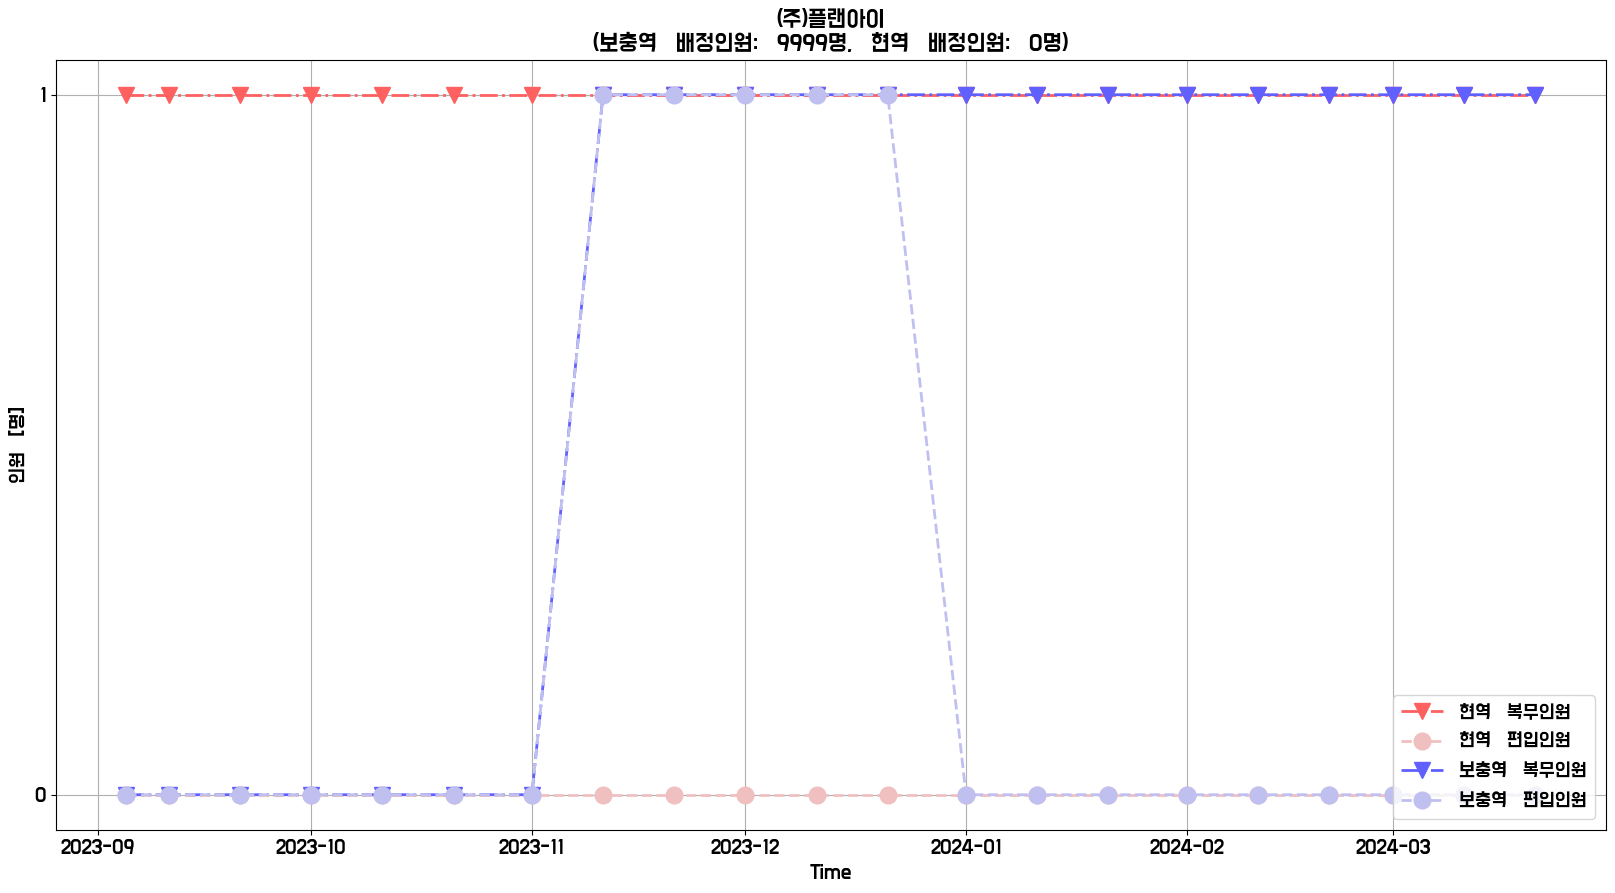 (주)플랜아이
(보충역 배정인원: 9999명, 현역 배정인원: 0명)
1
0
인원 [명]
2023-09 2023-10 2023-11 2023-12 2024-01 2024-02 2024-03
Time
현역 복무인원
현역 편입인원
보충역 복무인원
보충역 편입인원